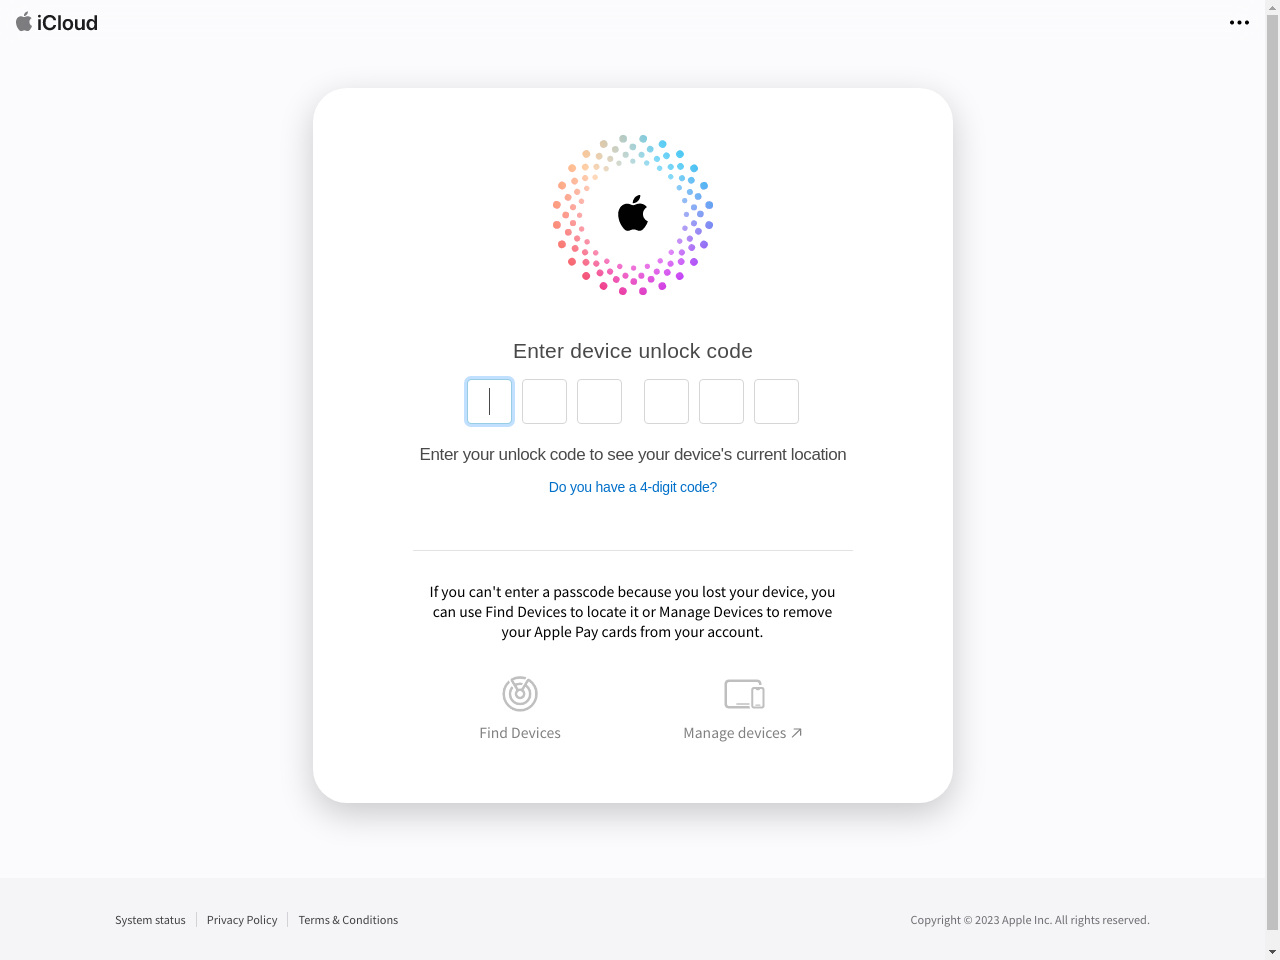 iCloud
Enter device unlock code
Enter your unlock code to see your device's current location
Do you have a 4-digit code?
If you can't enter a passcode because you lost your device, you
can use Find Devices to locate it or Manage Devices to remove
your Apple Pay cards from your account.
Find Devices
Manage devices
System status
Privacy Policy
Terms & Conditions
Copyright © 2023 Apple Inc. All rights reserved.